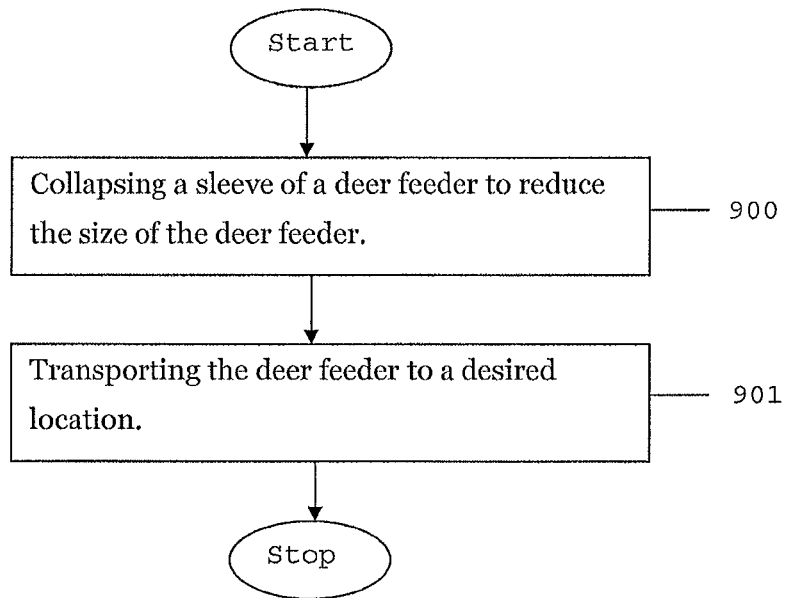 Start
Collapsing a sleeve of a deer feeder to reduce
the size of the deer feeder.
900
Transporting the deer feeder to a desired
location.
901
Stop